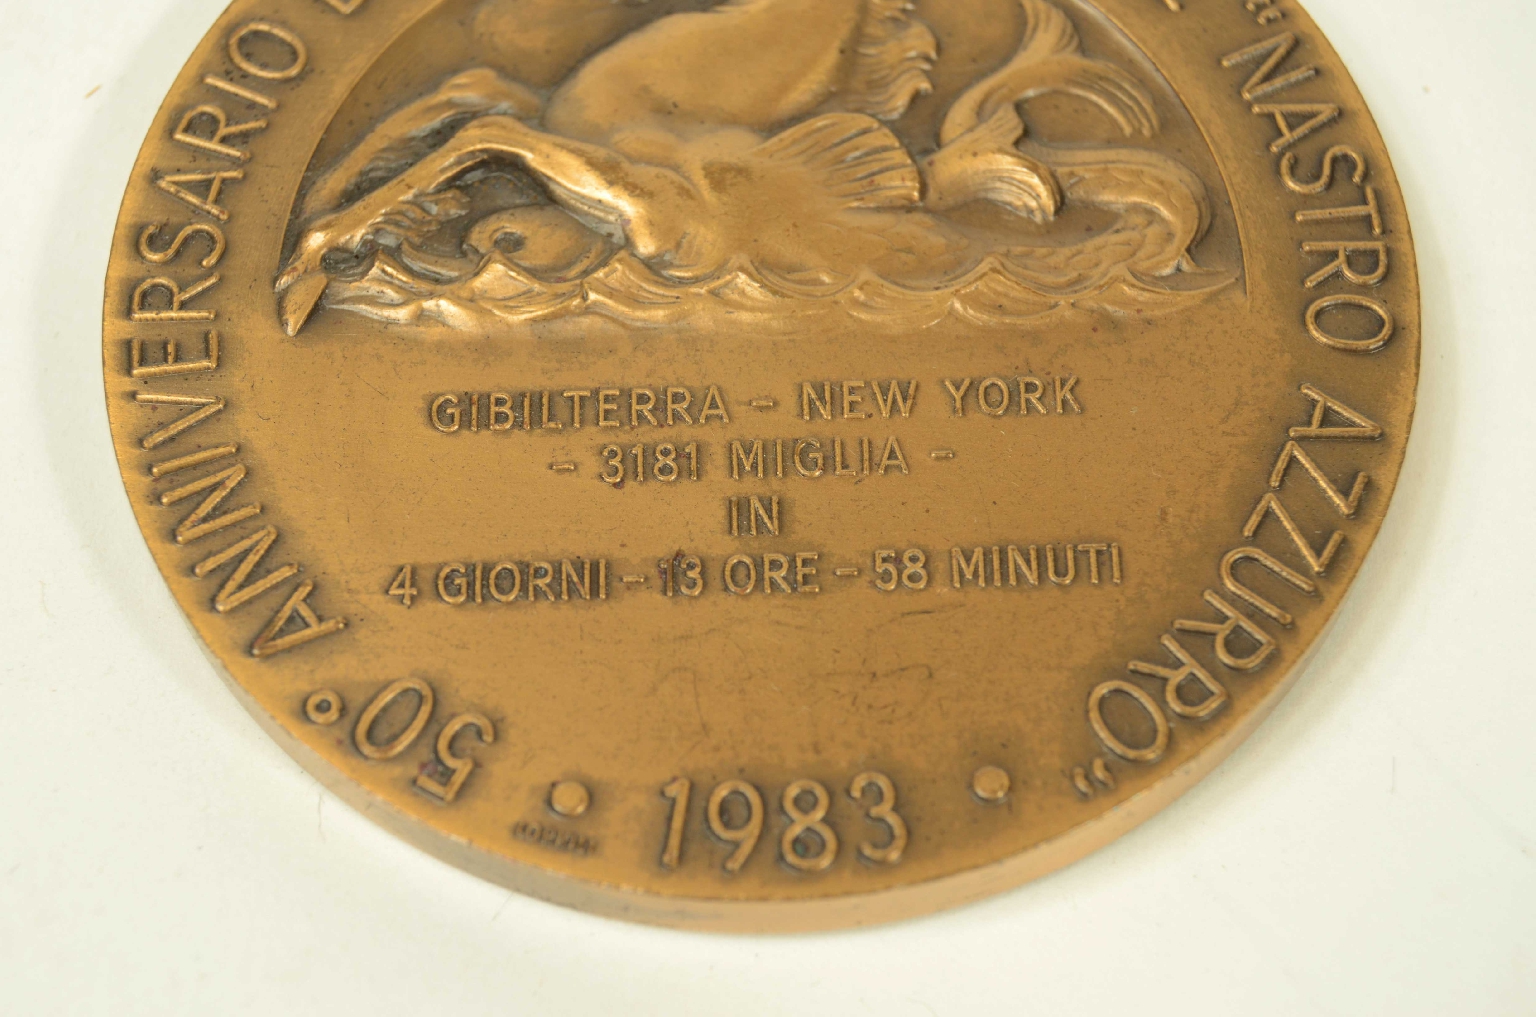 50° ANNIVERSARIO
"NASTRO AZZURRO"
GIBILTERRA - NEW YORK
- 3181 MIGLIA -
IN
4 GIORNI - 13 ORE - 58 MINUTI
• 1983 •